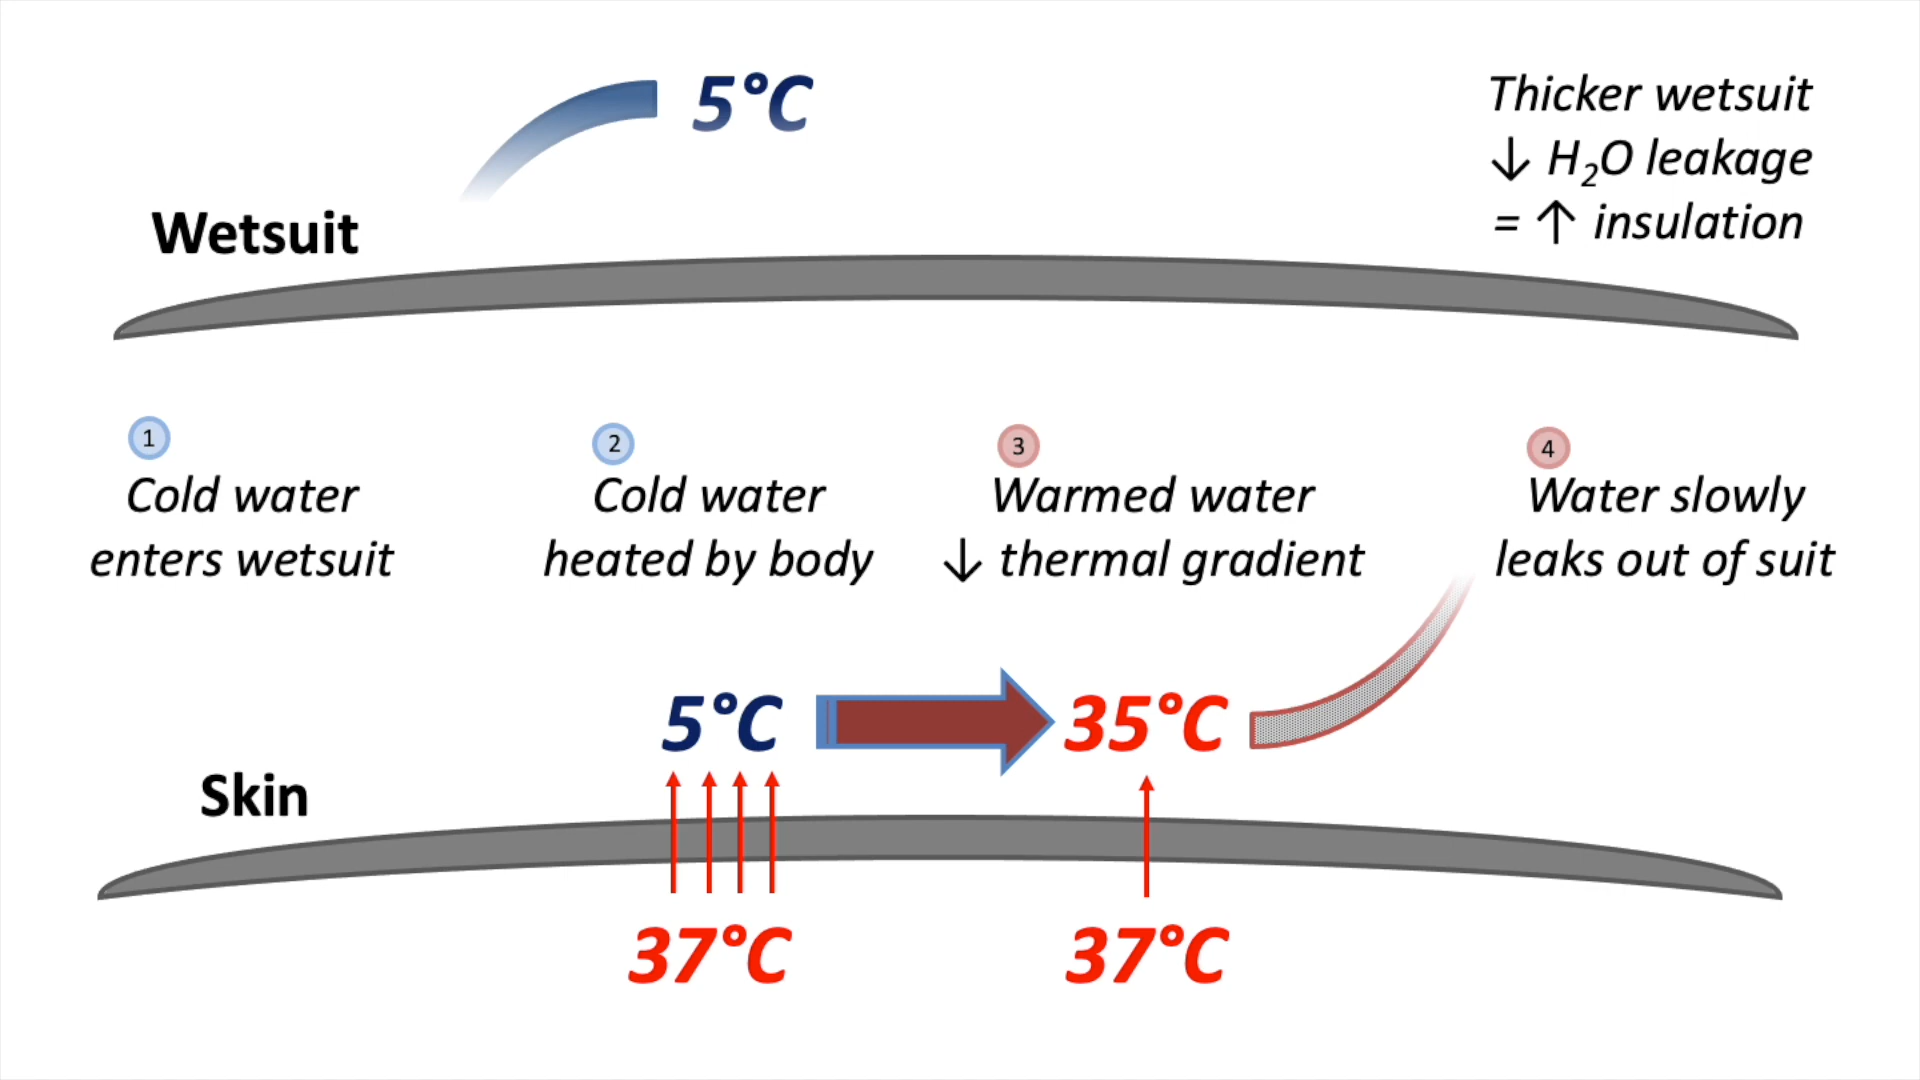 5°C
Thicker wetsuit
↓ H₂O leakage
= ↑ insulation
Wetsuit
1
Cold water
enters wetsuit
2
Cold water
heated by body
3
Warmed water
↓ thermal gradient
4
Water slowly
leaks out of suit
5°C
35°C
Skin
37°C
37°C